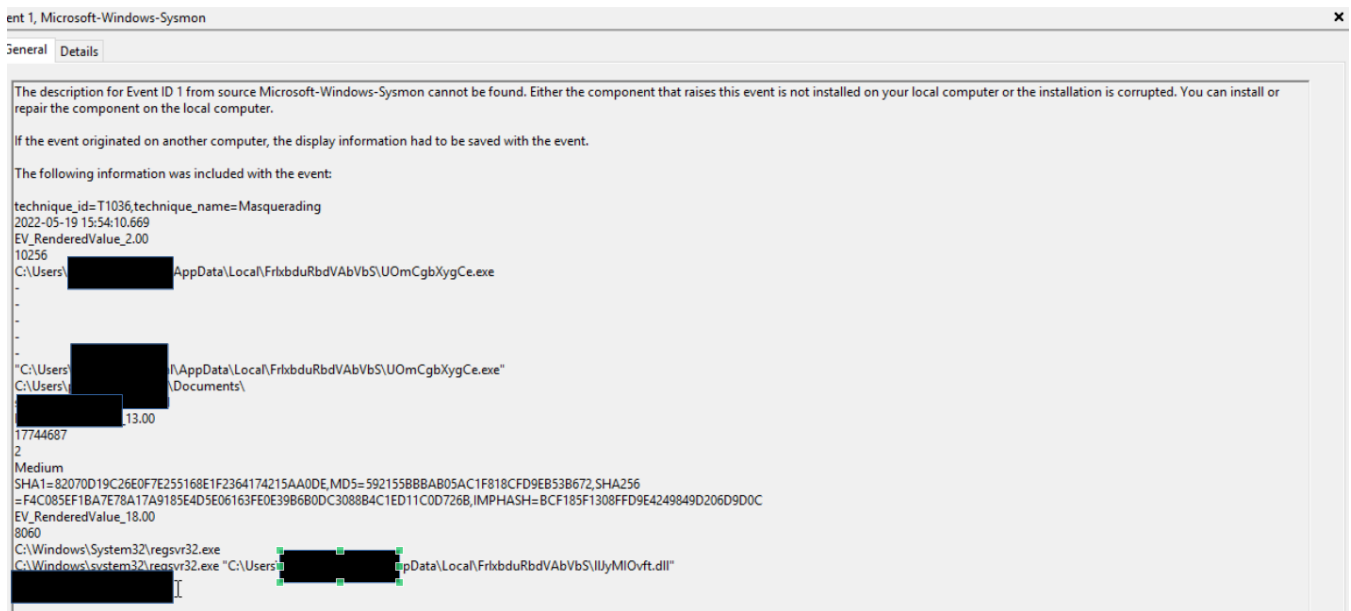 ent 1, Microsoft-Windows-Sysmon
General Details
The description for Event ID 1 from source Microsoft-Windows-Sysmon cannot be found. Either the component that raises this event is not installed on your local computer or the installation is corrupted. You can install or
repair the component on the local computer.
If the event originated on another computer, the display information had to be saved with the event.
The following information was included with the event:
technique_id=T1036,technique_name=Masquerading
2022-05-19 15:54:10.669
EV_RenderedValue_2.00
10256
C:\Users\ AppData\Local\FrlxbduRbdVAbVbS\UOmCgbXygCe.exe
-
-
-
-
-
"C:\Users\ l\AppData\Local\FrlxbduRbdVAbVbS\UOmCgbXygCe.exe"
C:\Users\ \Documents\
_13.00
17744687
2
Medium
SHA1=82070D19C26E0F7E255168E1F2364174215AA0DE,MD5=592155BBBAB05AC1F818CFD9EB53B672,SHA256
=F4C085EF1BA7E78A17A9185E4D5E06163FE0E39B6B0DC3088B4C1ED11C0D726B,IMPHASH=BCF185F1308FFD9E4249849D206D9D0C
EV_RenderedValue_18.00
8060
C:\Windows\System32\regsvr32.exe
C:\Windows\system32\regsvr32.exe "C:\Users\ pData\Local\FrlxbduRbdVAbVbS\IIJyMIOvft.dll"